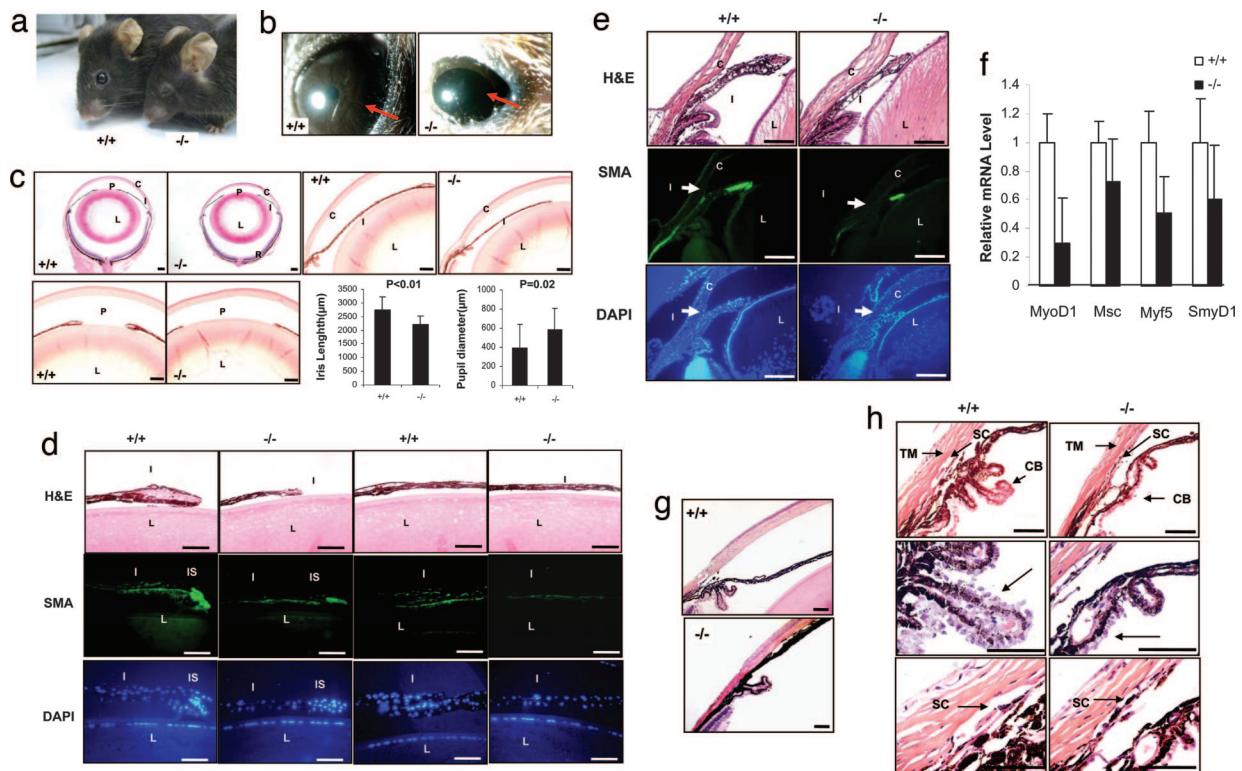 a
+/+ -/-
b
+/+ -/-
c
P C I L R
+/+
P C I L
-/-
+/+ C I L
-/- C I L
P L +/+
P L -/-
P<0.01
Iris Lenghth(µm)
3500
3000
2500
2000
1500
1000
500
0
+/+ -/-
P=0.02
Pupil diameter(µm)
1000
800
600
400
200
0
+/+ -/-
d
+/+ -/- +/+ -/-
H&E
I I I I
L L L L
SMA
I IS I IS I I
L L L L
DAPI
I IS I IS I I
L L L L
e
+/+ -/-
H&E
C I L C I L
SMA
I C L I C L
DAPI
I C L I C L
f
+/+
-/-
Relative mRNA Level
1.4
1.2
1
0.8
0.6
0.4
0.2
0
MyoD1 Msc Myf5 SmyD1
g
+/+
-/-
h
+/+ -/-
TM SC CB TM SC CB
SC SC